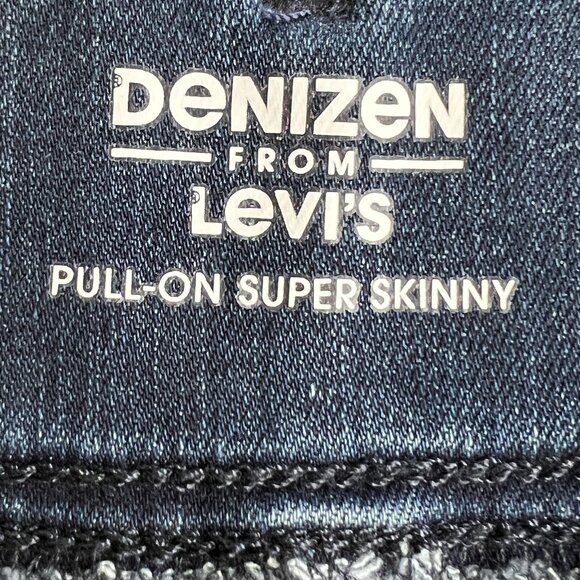 DeNIZeN
FROM
LeVI'S
PULL-ON SUPER SKINNY